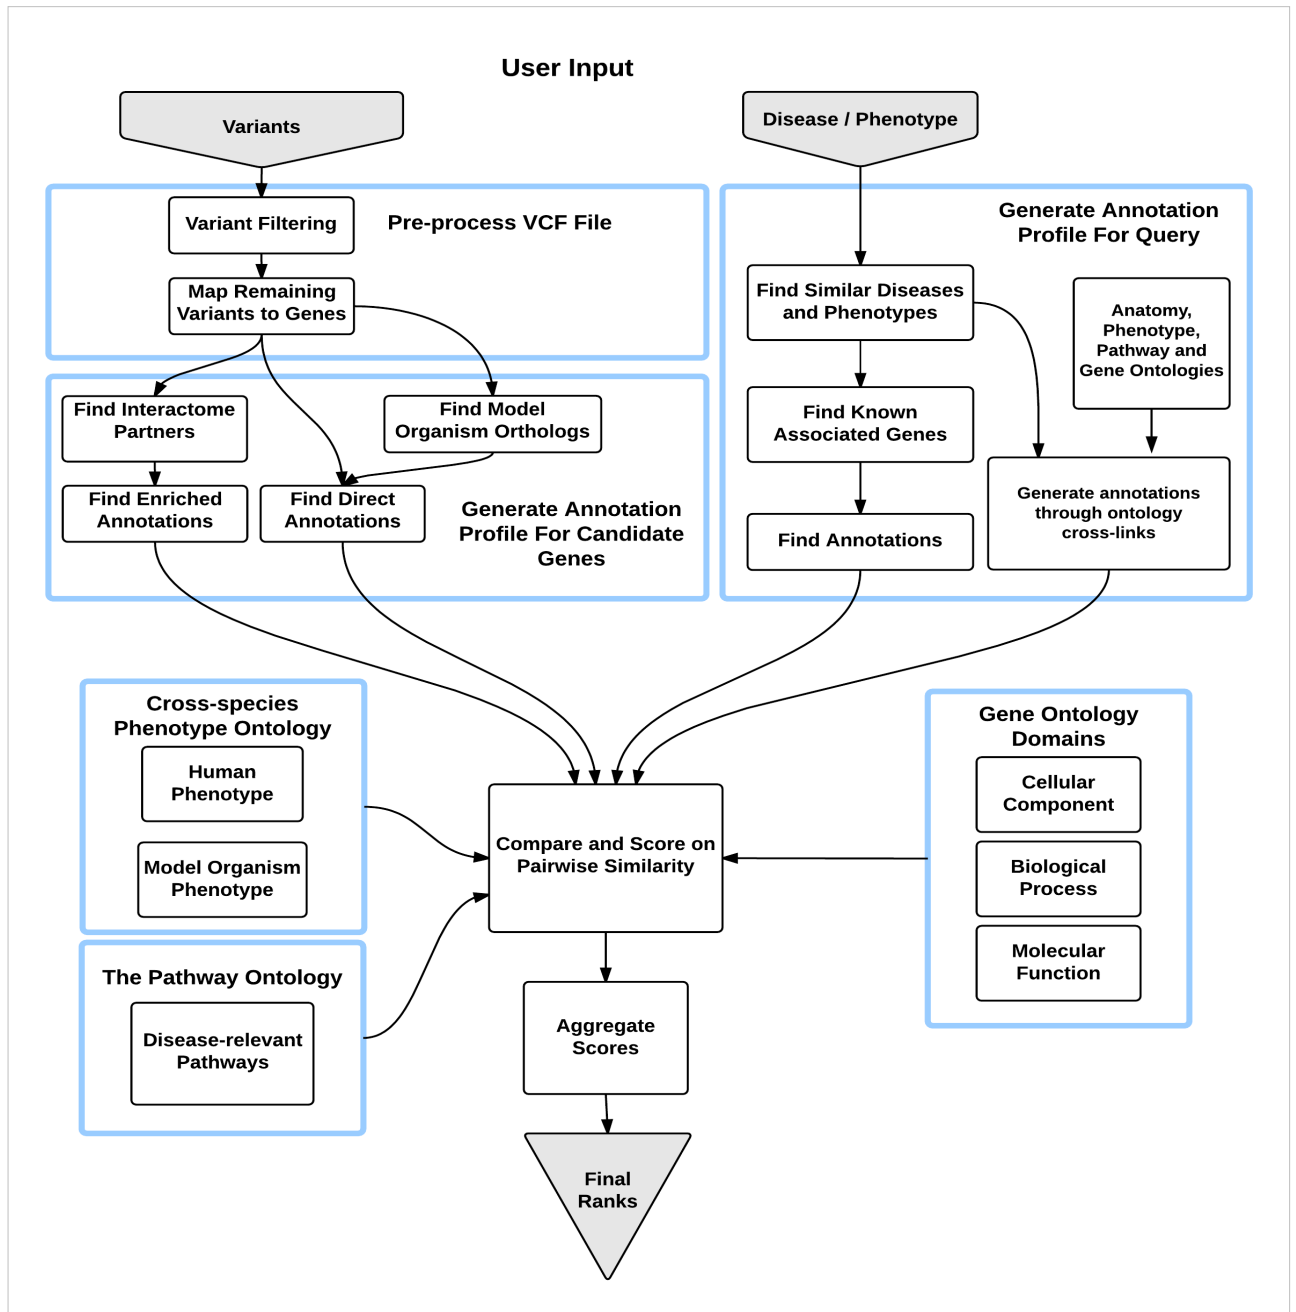 User Input
Variants
Disease / Phenotype
Variant Filtering
Pre-process VCF File
Map Remaining
Variants to Genes
Generate Annotation
Profile For Query
Find Similar Diseases
and Phenotypes
Anatomy,
Phenotype,
Pathway and
Gene Ontologies
Find Interactome
Partners
Find Model
Organism Orthologs
Find Known
Associated Genes
Find Enriched
Annotations
Find Direct
Annotations
Generate Annotation
Profile For Candidate
Genes
Find Annotations
Generate annotations
through ontology
cross-links
Cross-species
Phenotype Ontology
Human
Phenotype
Model Organism
Phenotype
Compare and Score on
Pairwise Similarity
Gene Ontology
Domains
Cellular
Component
Biological
Process
Molecular
Function
The Pathway Ontology
Disease-relevant
Pathways
Aggregate
Scores
Final
Ranks